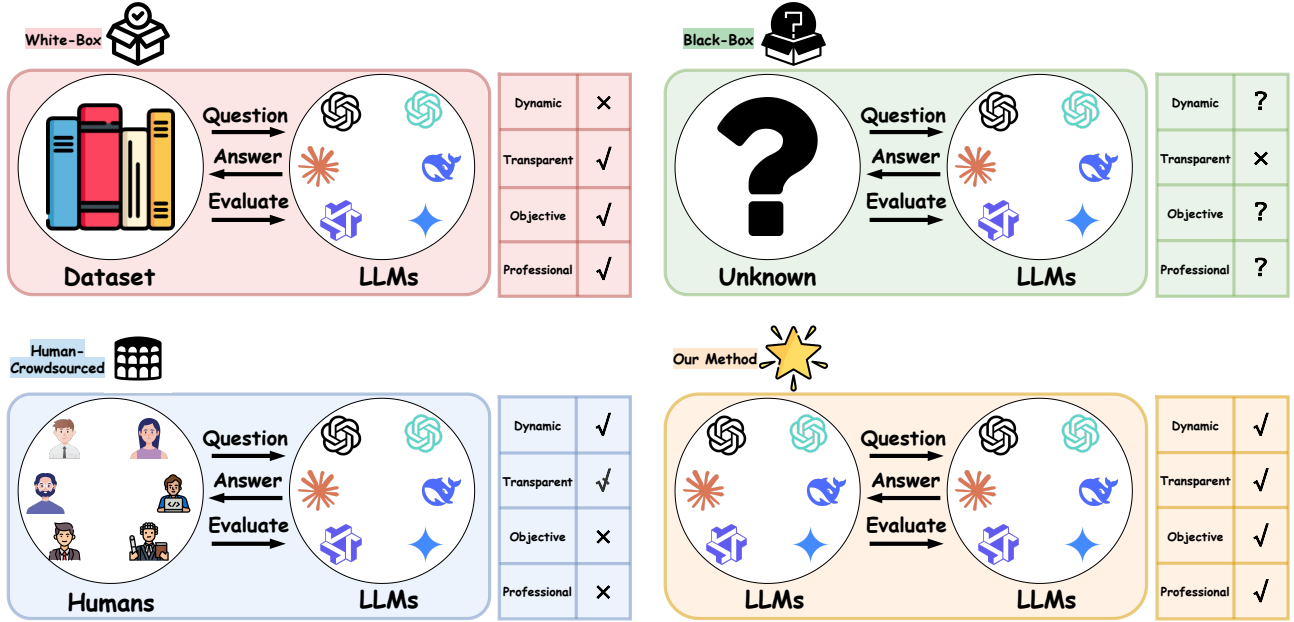 White-Box
Question
Answer
Evaluate
Dataset
LLMs
Dynamic ×
Transparent √
Objective √
Professional √
Black-Box
?
?
Question
Answer
Evaluate
Unknown
LLMs
Dynamic ?
Transparent ×
Objective ?
Professional ?
Human-
Crowdsourced
Question
Answer
Evaluate
Humans
LLMs
Dynamic √
Transparent √
Objective ×
Professional ×
Our Method
Question
Answer
Evaluate
LLMs
LLMs
Dynamic √
Transparent √
Objective √
Professional √